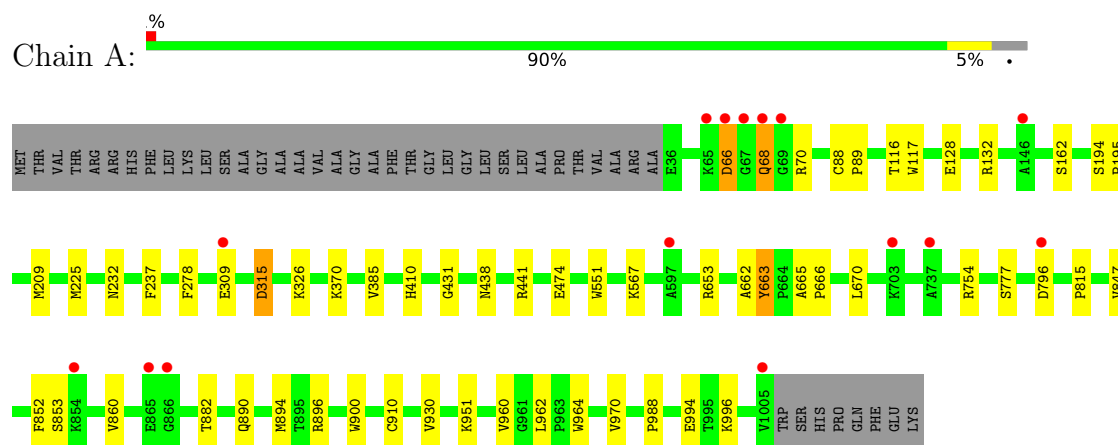 .%
Chain A:
90% 5% •
MET THR VAL THR ARG ARG HIS PHE LEU LYS LEU SER ALA GLY ALA ALA VAL ALA GLY ALA PHE THR GLY LEU GLY LEU SER LEU ALA PRO THR VAL ALA ARG ALA E36 K65 D66 G67 Q68 G69 R70 C88 P89 T116 W117 E128 R132 A146 S162 S194
M209 M225 N232 F237 F278 E309 D315 K326 K370 V385 H410 G431 N438 R441 E474 W551 K567 A597 R653 A662 Y663 P664 A665 P666 L670 K703 A737 R754 S777 D796 P815
F852 S853 K854 V860 E865 G866 T882 Q890 M894 T895 R896 W900 C910 V930 K951 V960 G961 L962 P963 W964 V970 P988 E994 T995 K996 V1005 TRP SER HIS PRO GLN PHE GLU LYS